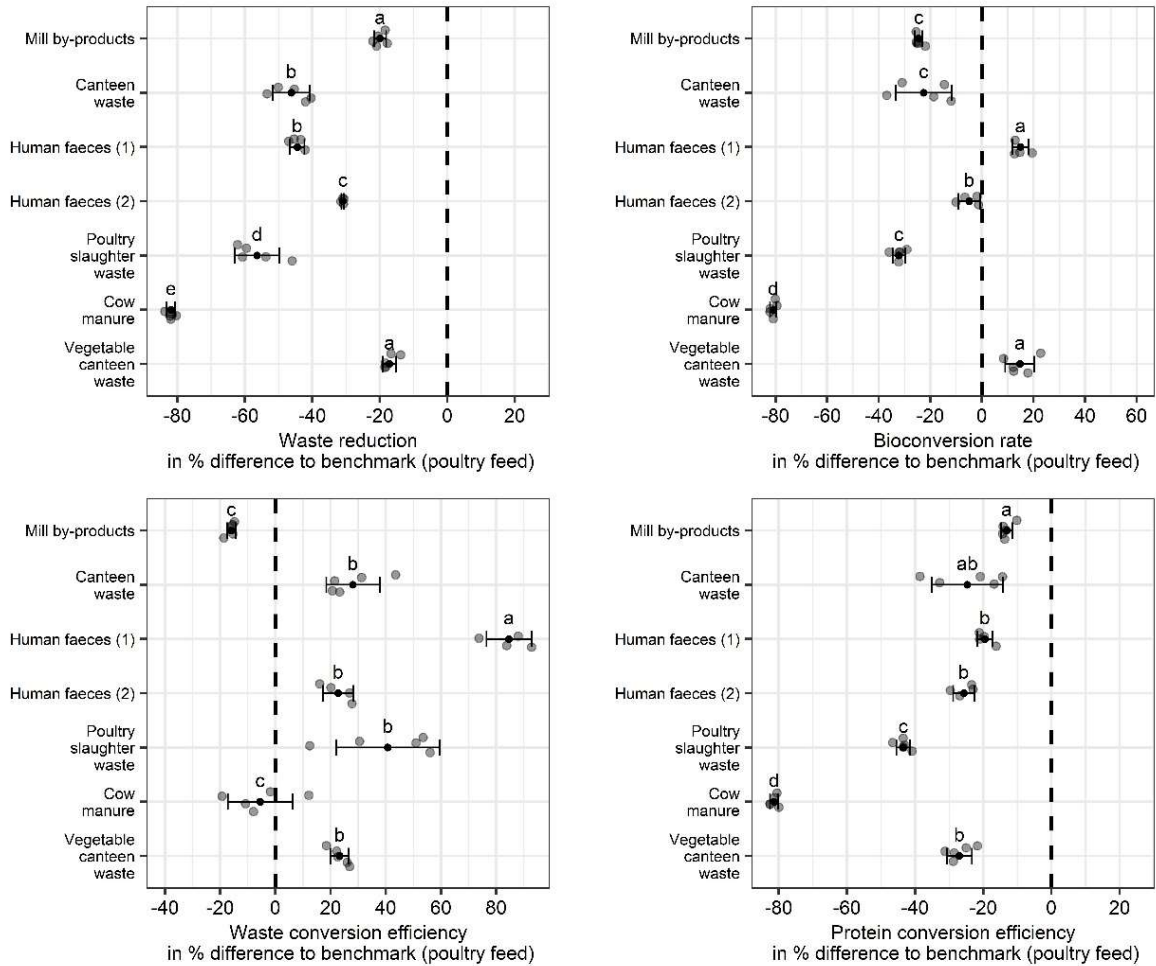 Mill by-products
Canteen
waste
Human faeces (1)
Human faeces (2)
Poultry
slaughter
waste
Cow
manure
Vegetable
canteen
waste
a
b
b
c
d
e
a
-80 -60 -40 -20 0 20
Waste reduction
in % difference to benchmark (poultry feed)
Mill by-products
Canteen
waste
Human faeces (1)
Human faeces (2)
Poultry
slaughter
waste
Cow
manure
Vegetable
canteen
waste
c
c
a
b
c
d
a
-80 -60 -40 -20 0 20 40 60
Bioconversion rate
in % difference to benchmark (poultry feed)
Mill by-products
Canteen
waste
Human faeces (1)
Human faeces (2)
Poultry
slaughter
waste
Cow
manure
Vegetable
canteen
waste
c
b
a
b
b
c
b
-40 -20 0 20 40 60 80
Waste conversion efficiency
in % difference to benchmark (poultry feed)
Mill by-products
Canteen
waste
Human faeces (1)
Human faeces (2)
Poultry
slaughter
waste
Cow
manure
Vegetable
canteen
waste
a
ab
b
b
c
d
b
-80 -60 -40 -20 0 20
Protein conversion efficiency
in % difference to benchmark (poultry feed)